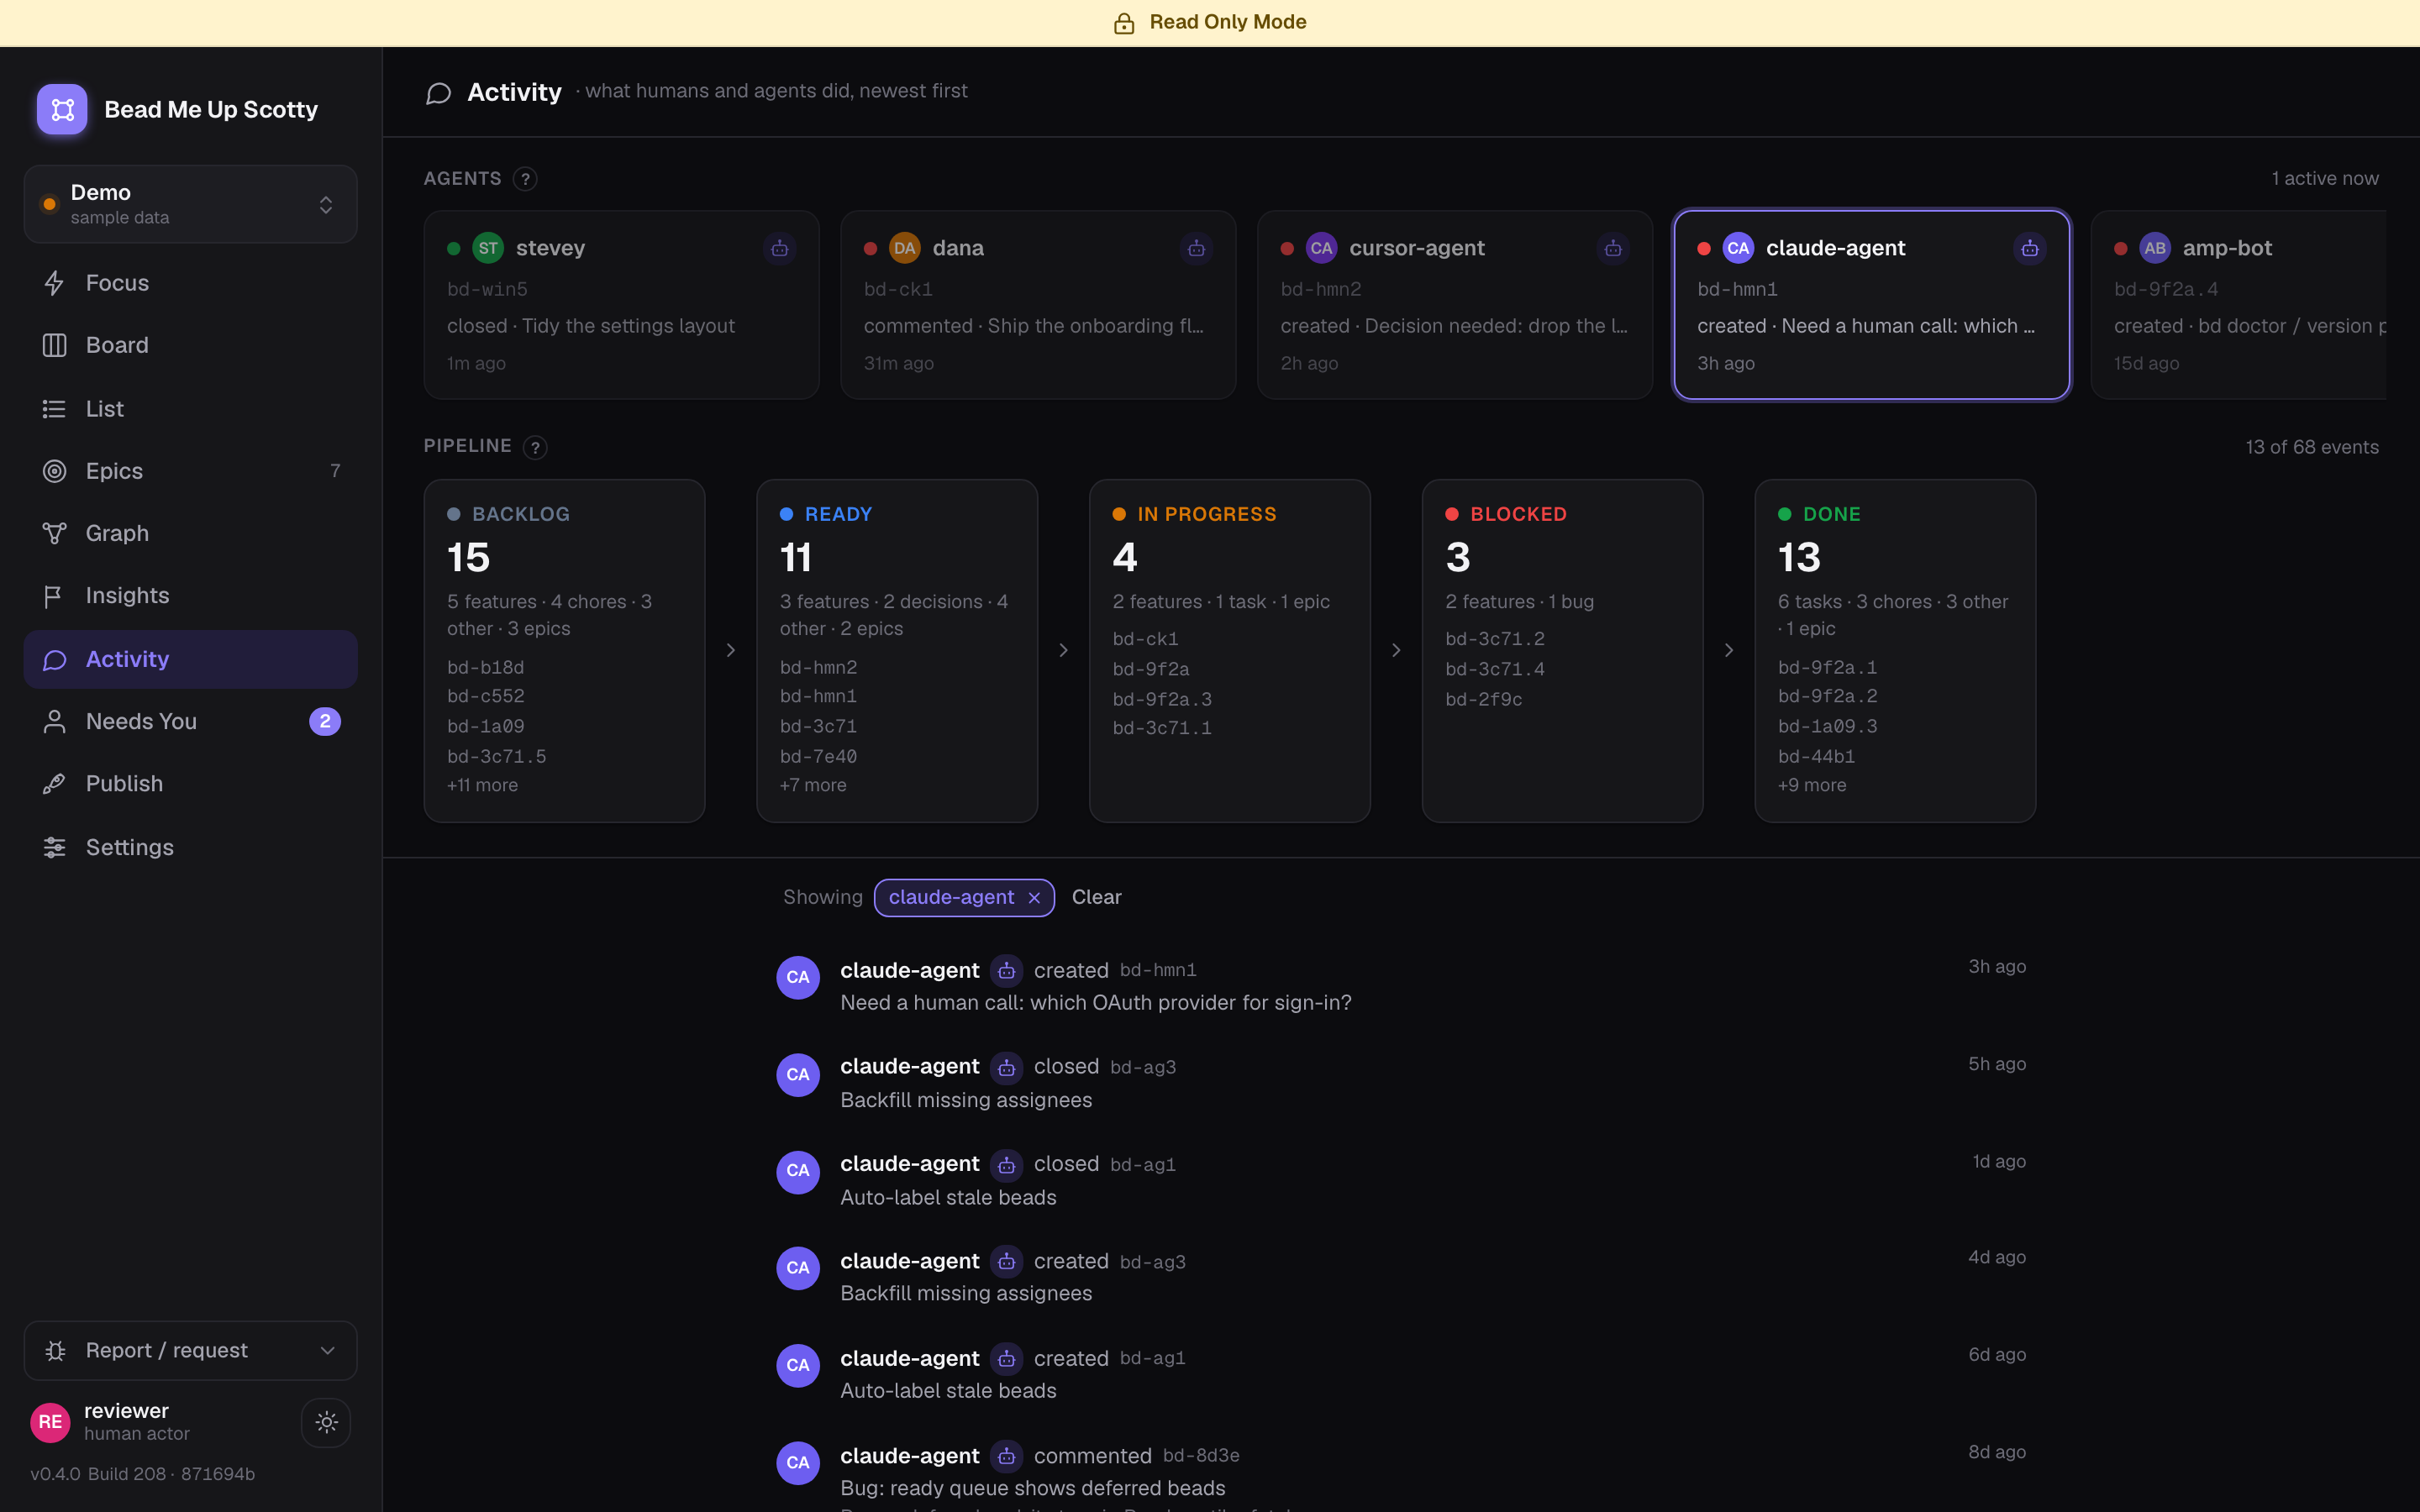 Read Only Mode
Bead Me Up Scotty
Demo
sample data
Focus
Board
List
Epics 7
Graph
Insights
Activity
Needs You 2
Publish
Settings
Report / request
RE reviewer
human actor
v0.4.0 Build 208 · 871694b
Activity · what humans and agents did, newest first
AGENTS ? 1 active now
ST stevey
bd-win5
closed · Tidy the settings layout
1m ago
DA dana
bd-ck1
commented · Ship the onboarding fl…
31m ago
CA cursor-agent
bd-hmn2
created · Decision needed: drop the l…
2h ago
CA claude-agent
bd-hmn1
created · Need a human call: which …
3h ago
AB amp-bot
bd-9f2a.4
created · bd doctor / version p
15d ago
PIPELINE ? 13 of 68 events
BACKLOG
15
5 features · 4 chores · 3
other · 3 epics
bd-b18d
bd-c552
bd-1a09
bd-3c71.5
+11 more
READY
11
3 features · 2 decisions · 4
other · 2 epics
bd-hmn2
bd-hmn1
bd-3c71
bd-7e40
+7 more
IN PROGRESS
4
2 features · 1 task · 1 epic
bd-ck1
bd-9f2a
bd-9f2a.3
bd-3c71.1
BLOCKED
3
2 features · 1 bug
bd-3c71.2
bd-3c71.4
bd-2f9c
DONE
13
6 tasks · 3 chores · 3 other
· 1 epic
bd-9f2a.1
bd-9f2a.2
bd-1a09.3
bd-44b1
+9 more
Showing claude-agent × Clear
CA claude-agent created bd-hmn1 3h ago
Need a human call: which OAuth provider for sign-in?
CA claude-agent closed bd-ag3 5h ago
Backfill missing assignees
CA claude-agent closed bd-ag1 1d ago
Auto-label stale beads
CA claude-agent created bd-ag3 4d ago
Backfill missing assignees
CA claude-agent created bd-ag1 6d ago
Auto-label stale beads
CA claude-agent commented bd-8d3e 8d ago
Bug: ready queue shows deferred beads